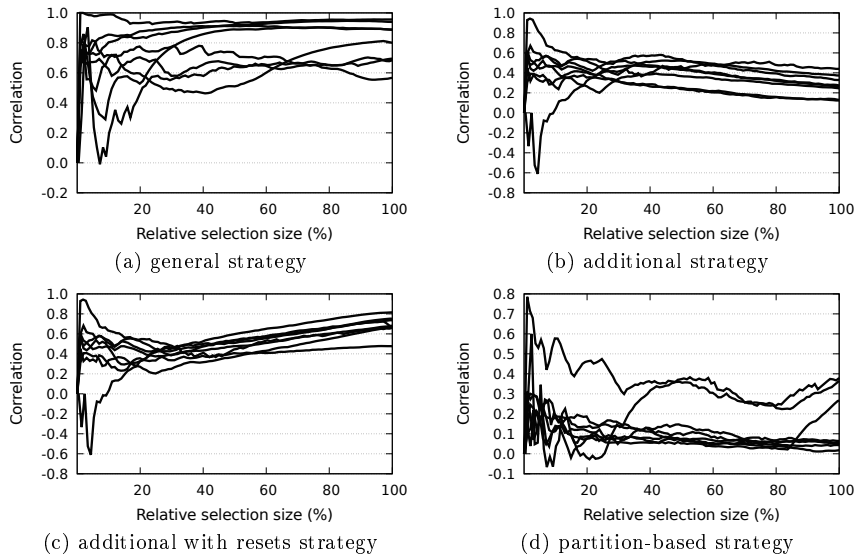 1.0
0.8
0.6
0.4
0.2
0.0
-0.2
Correlation
20 40 60 80 100
Relative selection size (%)
(a) general strategy
1.0
0.8
0.6
0.4
0.2
0.0
-0.2
-0.4
-0.6
-0.8
Correlation
20 40 60 80 100
Relative selection size (%)
(b) additional strategy
1.0
0.8
0.6
0.4
0.2
0.0
-0.2
-0.4
-0.6
-0.8
Correlation
20 40 60 80 100
Relative selection size (%)
(c) additional with resets strategy
0.8
0.7
0.6
0.5
0.4
0.3
0.2
0.1
0.0
-0.1
Correlation
20 40 60 80 100
Relative selection size (%)
(d) partition-based strategy